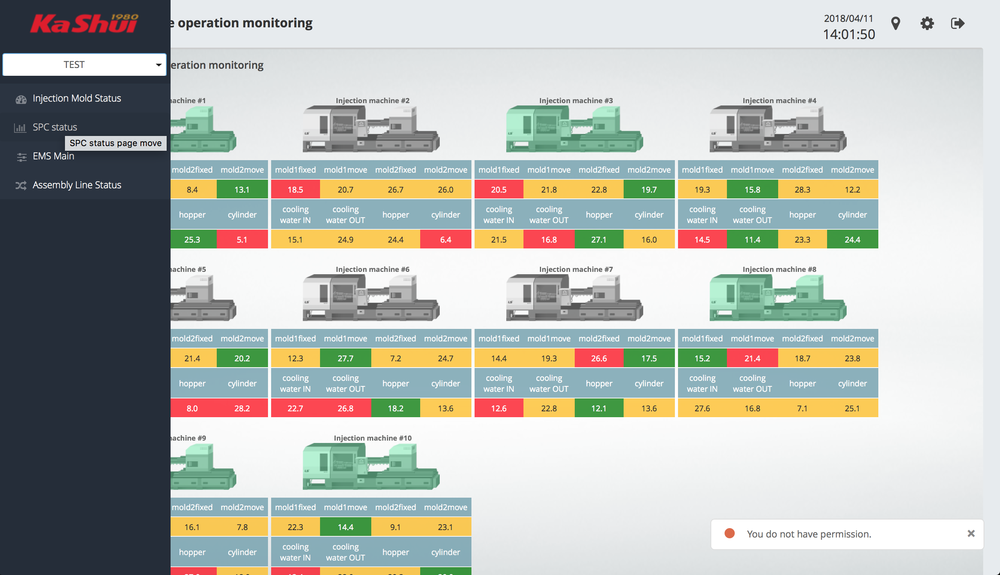 KaShui 1980
TEST
Injection Mold Status
SPC status
SPC status page move
EMS Main
Assembly Line Status
operation monitoring
2018/04/11
14:01:50
monitoring
#1
Injection machine #2
Injection machine #3
Injection machine #4
mold2fixed mold2move mold1fixed mold1move mold2fixed mold2move mold1fixed mold1move mold2fixed mold2move mold1fixed mold1move mold2fixed mold2move
8.4 13.1 18.5 20.7 26.7 26.0 20.5 21.8 22.8 19.7 19.3 15.8 28.3 12.2
hopper cylinder cooling water IN cooling water OUT hopper cylinder cooling water IN cooling water OUT hopper cylinder cooling water IN cooling water OUT hopper cylinder
25.3 5.1 15.1 24.9 24.4 6.4 21.5 16.8 27.1 16.0 14.5 11.4 23.3 24.4
#5
Injection machine #6
Injection machine #7
Injection machine #8
mold2fixed mold2move mold1fixed mold1move mold2fixed mold2move mold1fixed mold1move mold2fixed mold2move mold1fixed mold1move mold2fixed mold2move
21.4 20.2 12.3 27.7 7.2 24.7 14.4 19.3 26.6 17.5 15.2 21.4 18.7 23.8
hopper cylinder cooling water IN cooling water OUT hopper cylinder cooling water IN cooling water OUT hopper cylinder cooling water IN cooling water OUT hopper cylinder
8.0 28.2 22.7 26.8 18.2 13.6 12.6 22.8 12.1 13.6 27.6 16.8 7.1 25.1
#9
Injection machine #10
mold2fixed mold2move mold1fixed mold1move mold2fixed mold2move
16.1 7.8 22.3 14.4 9.1 23.1
hopper cylinder cooling water IN cooling water OUT hopper cylinder
You do not have permission.